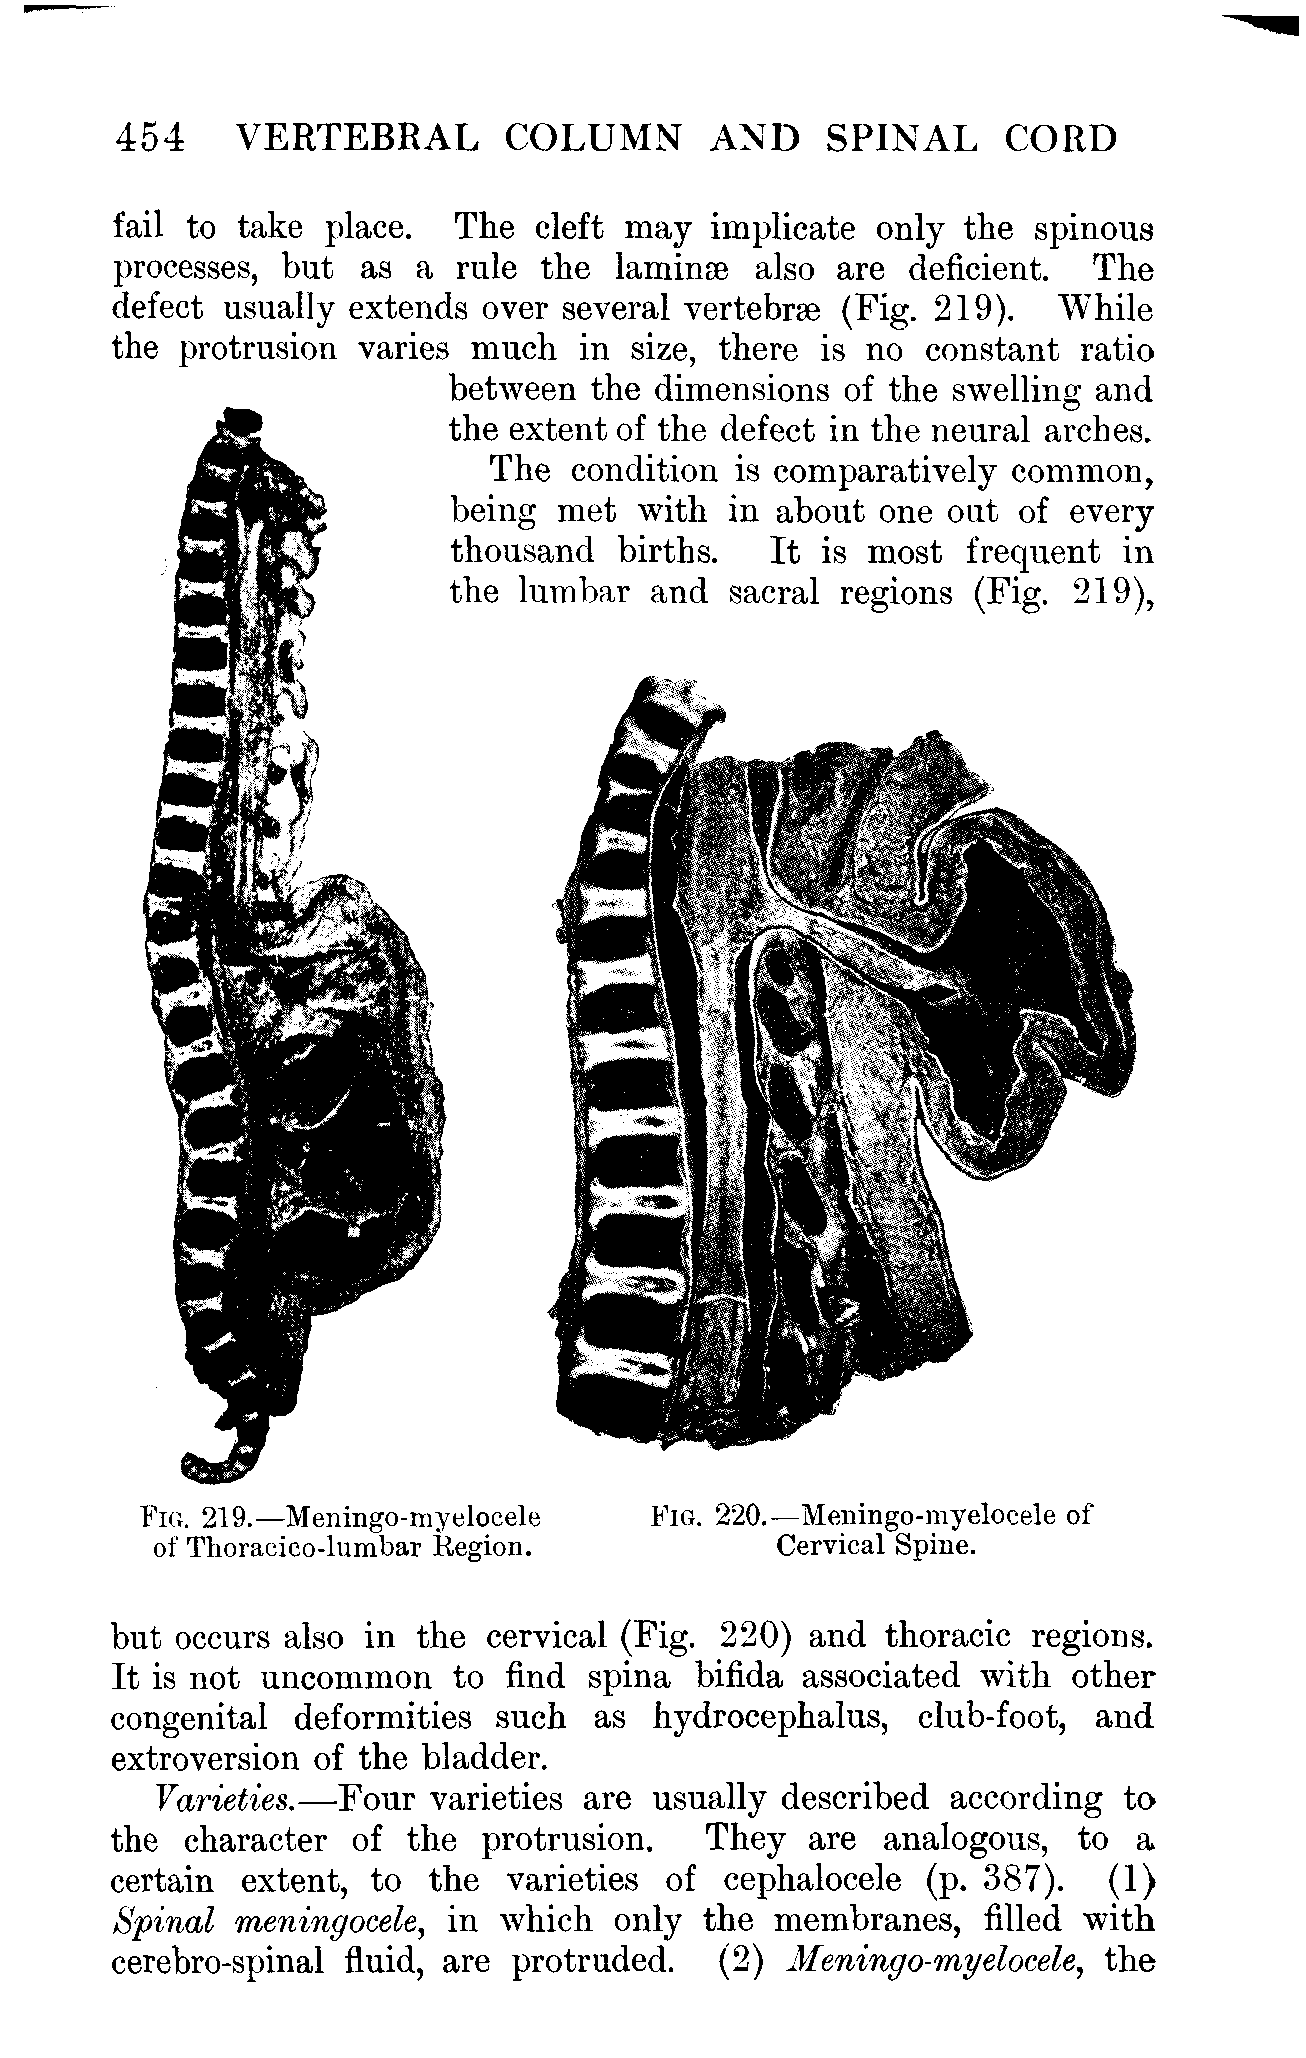 454 VERTEBRAL COLUMN AND SPINAL CORD
fail to take place. The cleft may implicate only the spinous
processes, but as a rule the laminæ also are deficient. The
defect usually extends over several vertebræ (Fig. 219). While
the protrusion varies much in size, there is no constant ratio
between the dimensions of the swelling and
the extent of the defect in the neural arches.
The condition is comparatively common,
being met with in about one out of every
thousand births. It is most frequent in
the lumbar and sacral regions (Fig. 219),
FIG. 219.—Meningo-myelocele
of Thoracico-lumbar Region.
FIG. 220.—Meningo-myelocele of
Cervical Spine.
but occurs also in the cervical (Fig. 220) and thoracic regions.
It is not uncommon to find spina bifida associated with other
congenital deformities such as hydrocephalus, club-foot, and
extroversion of the bladder.
Varieties.—Four varieties are usually described according to
the character of the protrusion. They are analogous, to a
certain extent, to the varieties of cephalocele (p. 387). (1)
Spinal meningocele, in which only the membranes, filled with
cerebro-spinal fluid, are protruded. (2) Meningo-myelocele, the